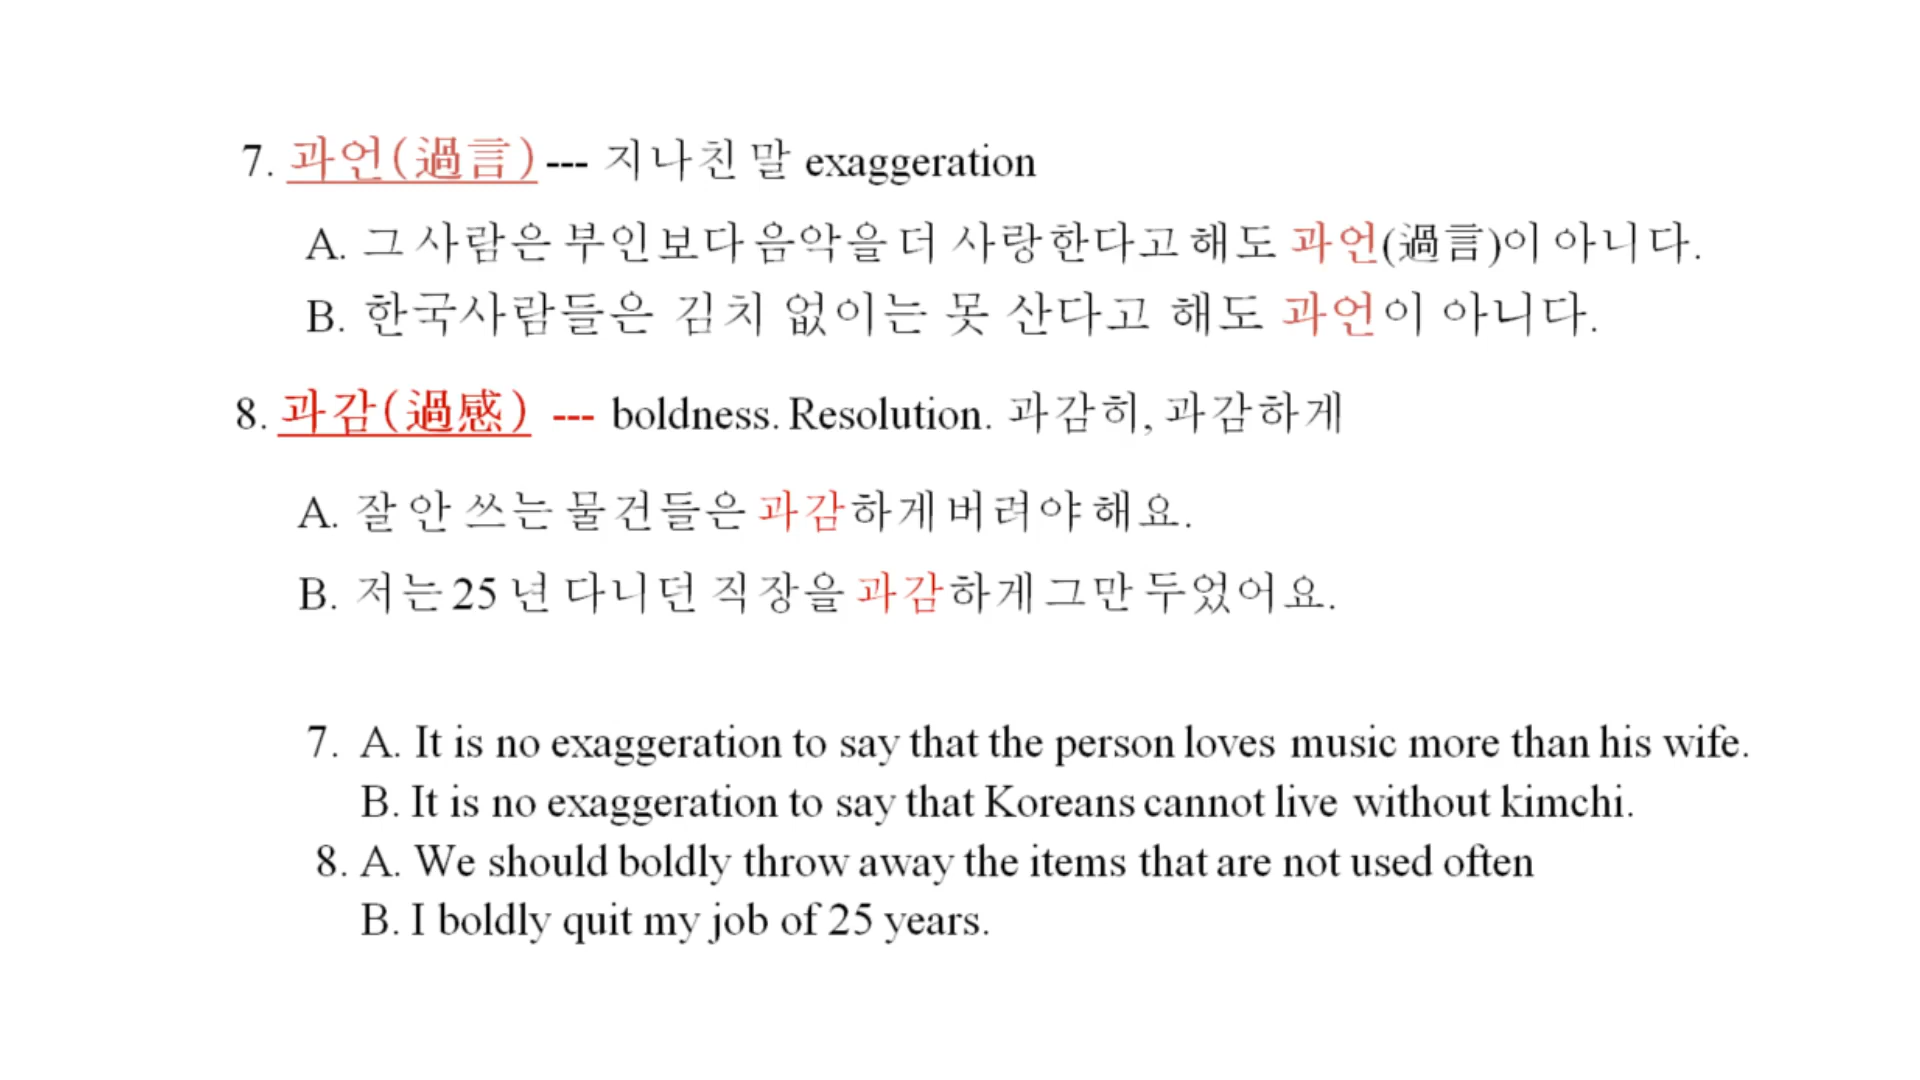 7. 과언(過言) --- 지나친 말 exaggeration
A. 그 사람은 부인보다 음악을 더 사랑한다고 해도 과언(過言)이 아니다.
B. 한국사람들은 김치 없이는 못 산다고 해도 과언이 아니다.
8. 과감(過感) --- boldness. Resolution. 과감히, 과감하게
A. 잘 안 쓰는 물건들은 과감하게 버려야 해요.
B. 저는 25 년 다니던 직장을 과감하게 그만 두었어요.
7. A. It is no exaggeration to say that the person loves music more than his wife.
B. It is no exaggeration to say that Koreans cannot live without kimchi.
8. A. We should boldly throw away the items that are not used often
B. I boldly quit my job of 25 years.